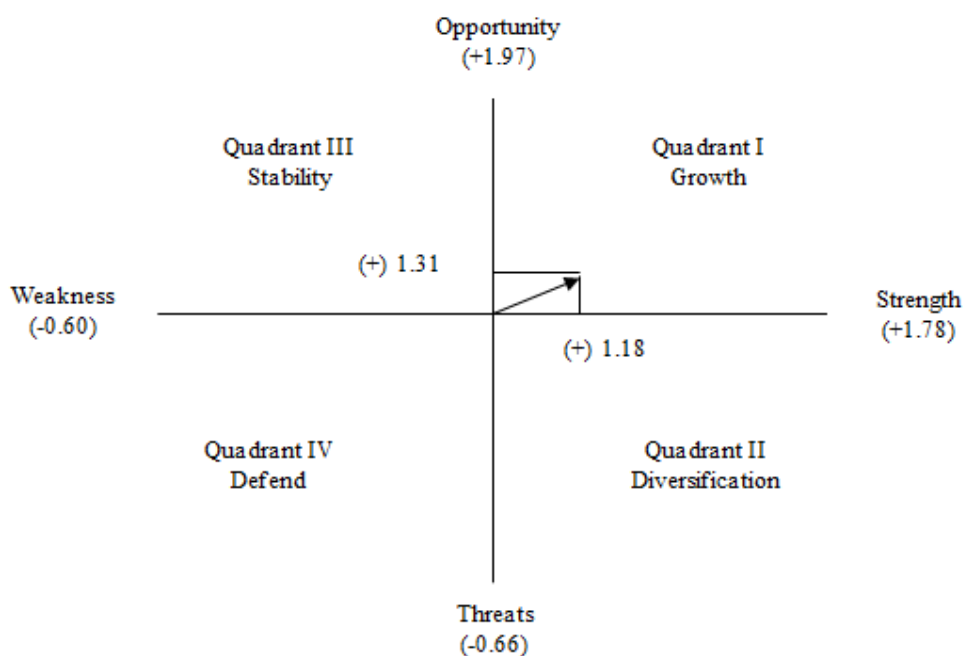 Opportunity
(+1.97)
Quadrant III
Stability
Quadrant I
Growth
(+) 1.31
Weakness
(-0.60)
Strength
(+1.78)
(+) 1.18
Quadrant IV
Defend
Quadrant II
Diversification
Threats
(-0.66)